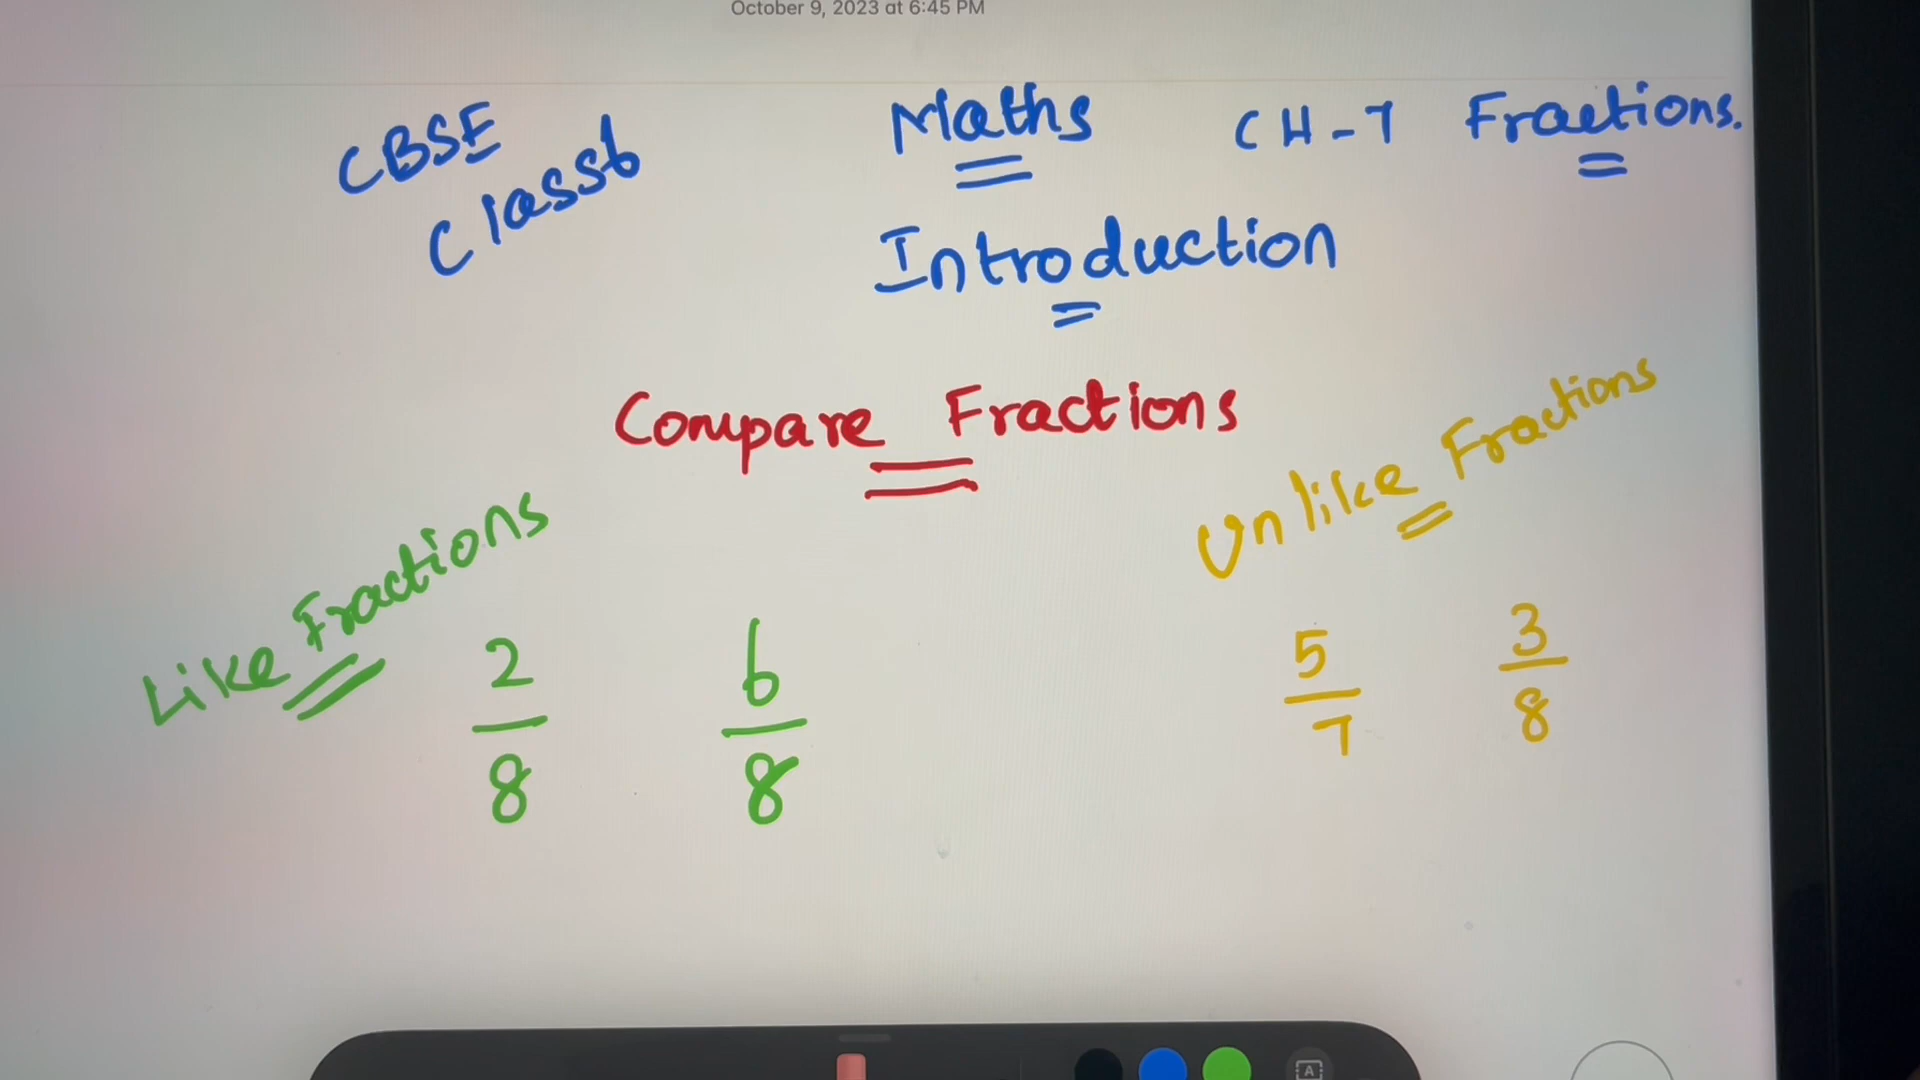 October 9, 2023 at 6:45 PM
CBSE
Class6
Maths CH-7 Fractions.
Introduction
Compare Fractions
Like Fractions
2/8 6/8
Unlike Fractions
5/7 3/8
A